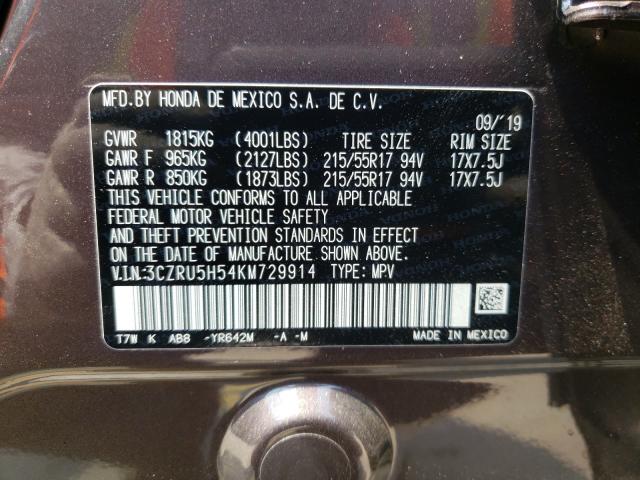 MFD.BY HONDA DE MEXICO S.A. DE C.V.
09/'19
GVWR 1815KG (4001LBS) TIRE SIZE RIM SIZE
GAWR F 965KG (2127LBS) 215/55R17 94V 17X7.5J
GAWR R 850KG (1873LBS) 215/55R17 94V 17X7.5J
THIS VEHICLE CONFORMS TO ALL APPLICABLE
FEDERAL MOTOR VEHICLE SAFETY
AND THEFT PREVENTION STANDARDS IN EFFECT
ON THE DATE OF MANUFACTURE SHOWN ABOVE.
V.I.N.:3CZRU5H54KM729914 TYPE: MPV
T7W K AB8 -YR642M -A -M MADE IN MEXICO